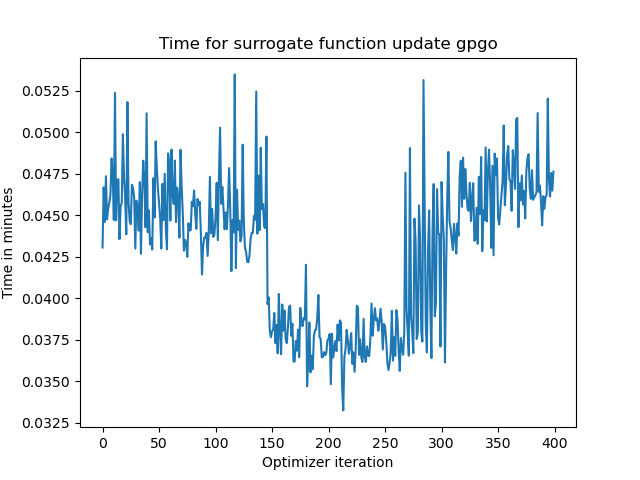 Time for surrogate function update gpgo
Time in minutes
0.0525
0.0500
0.0475
0.0450
0.0425
0.0400
0.0375
0.0350
0.0325
0 50 100 150 200 250 300 350 400
Optimizer iteration